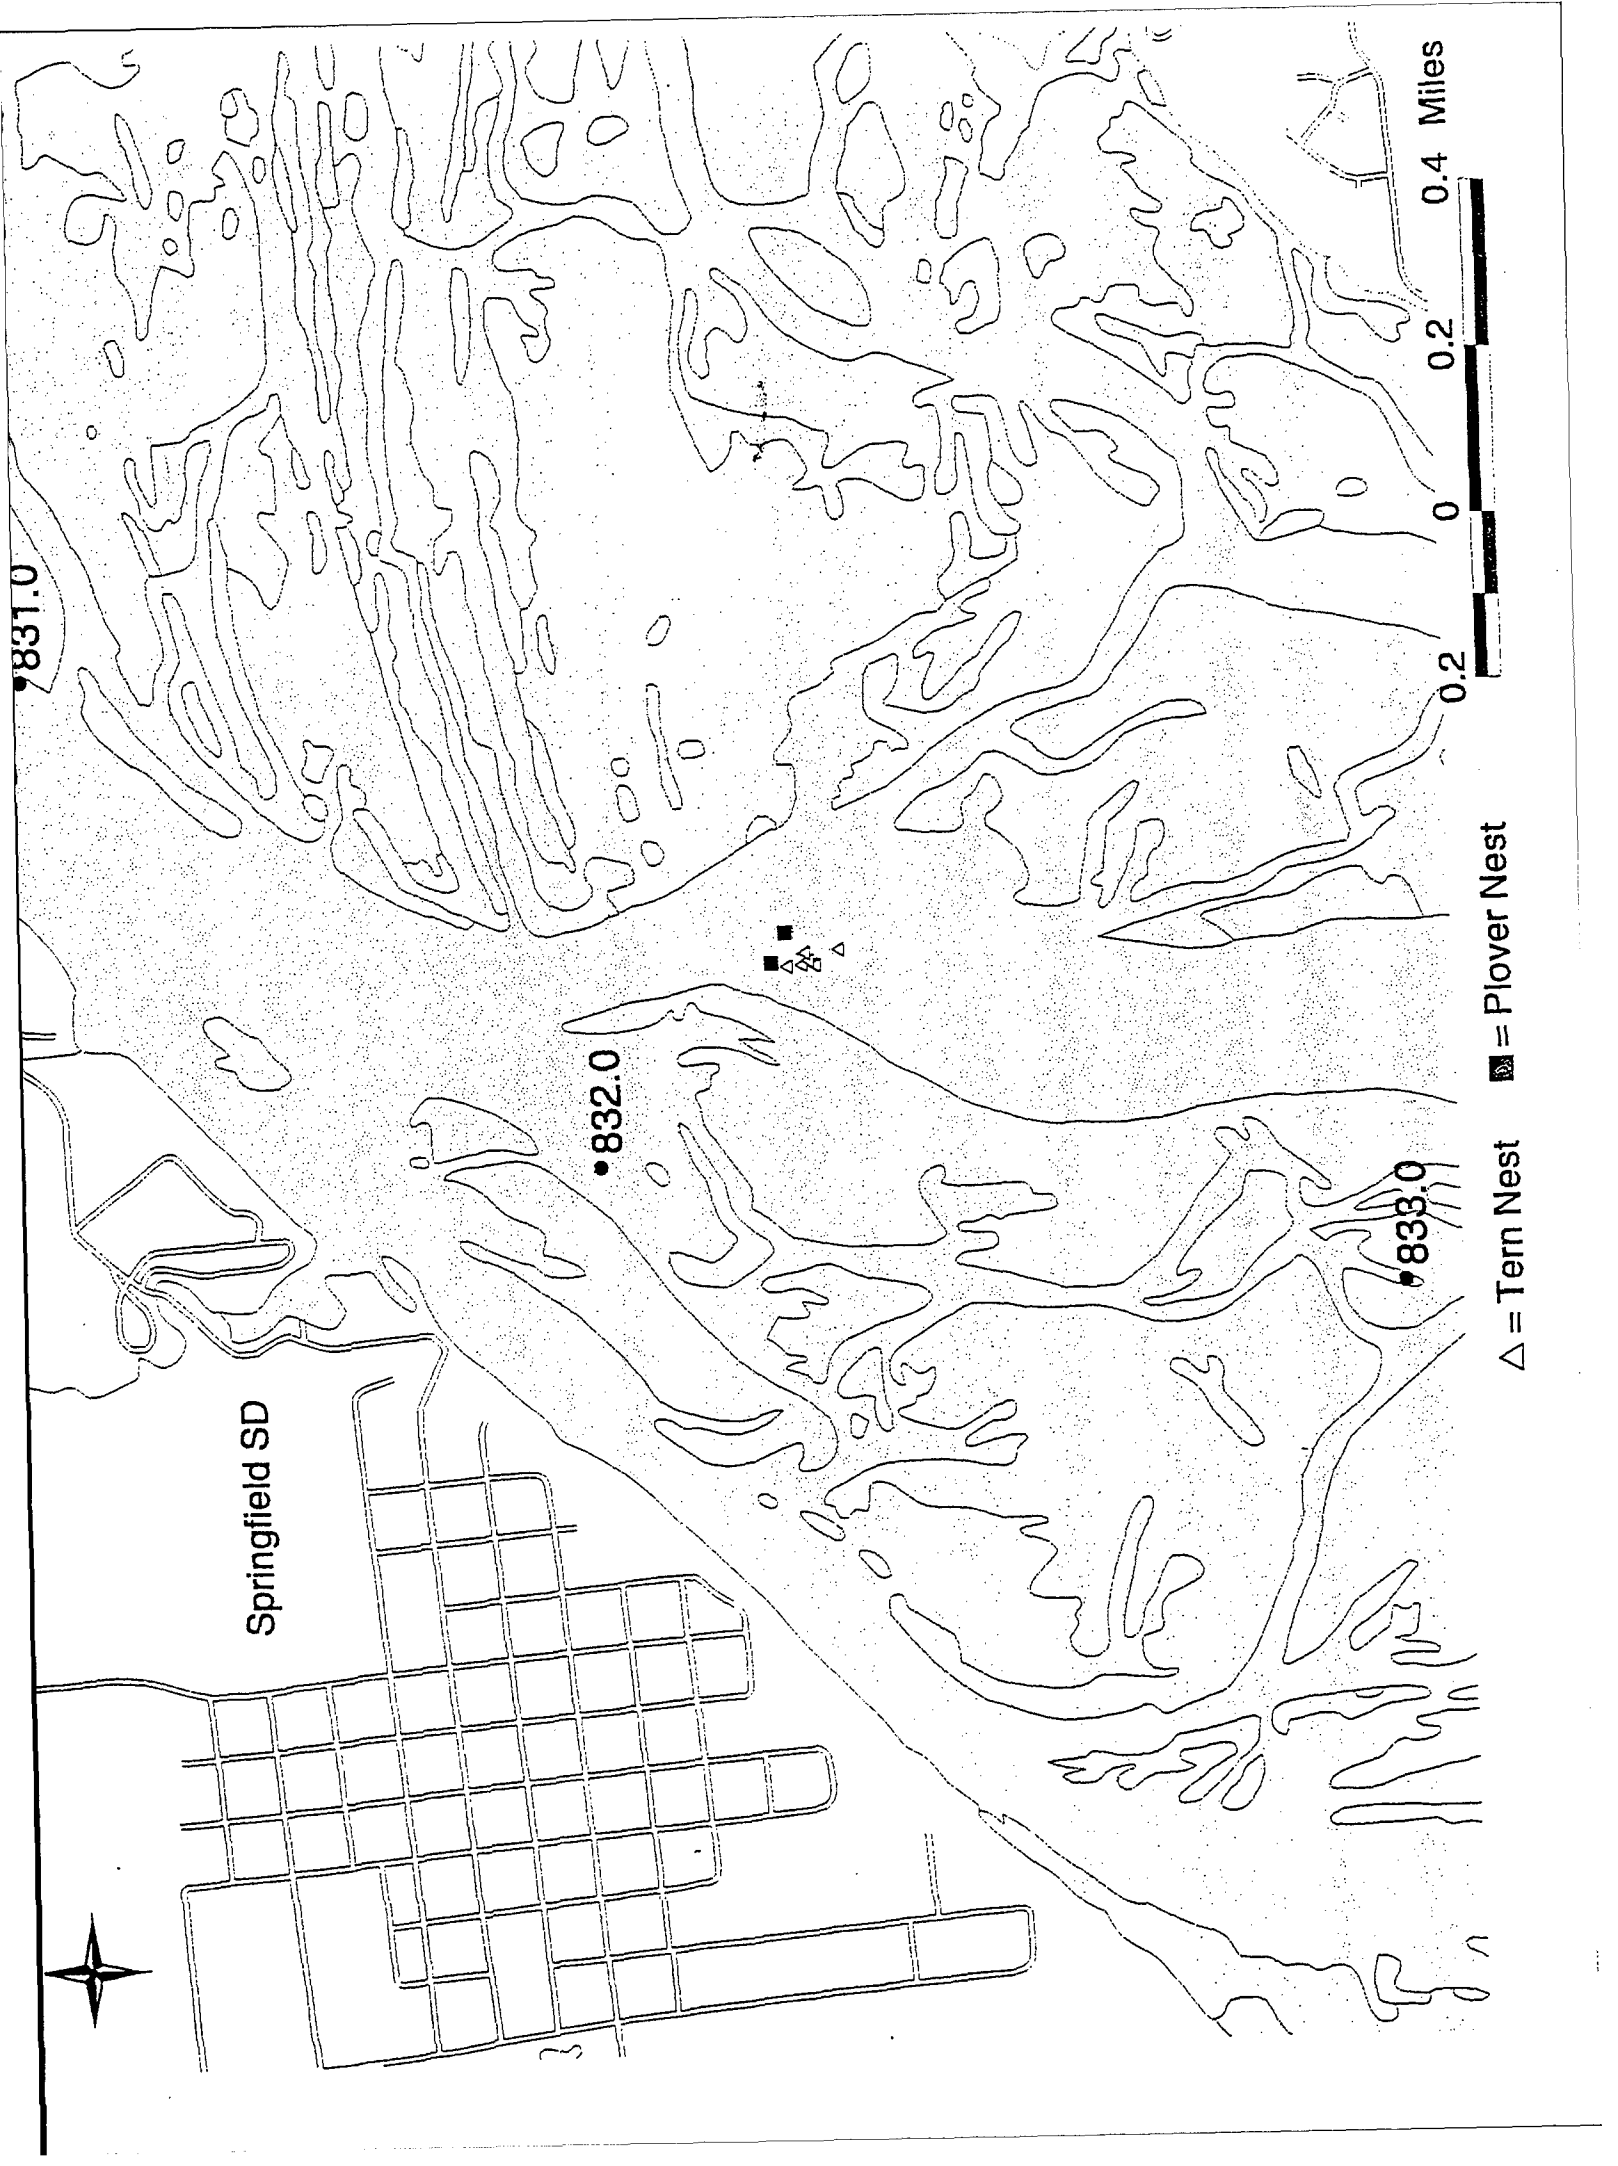 831.0
Springfield SD
832.0
833.0
△ = Tern Nest ■ = Plover Nest
0.2 0 0.2 0.4 Miles